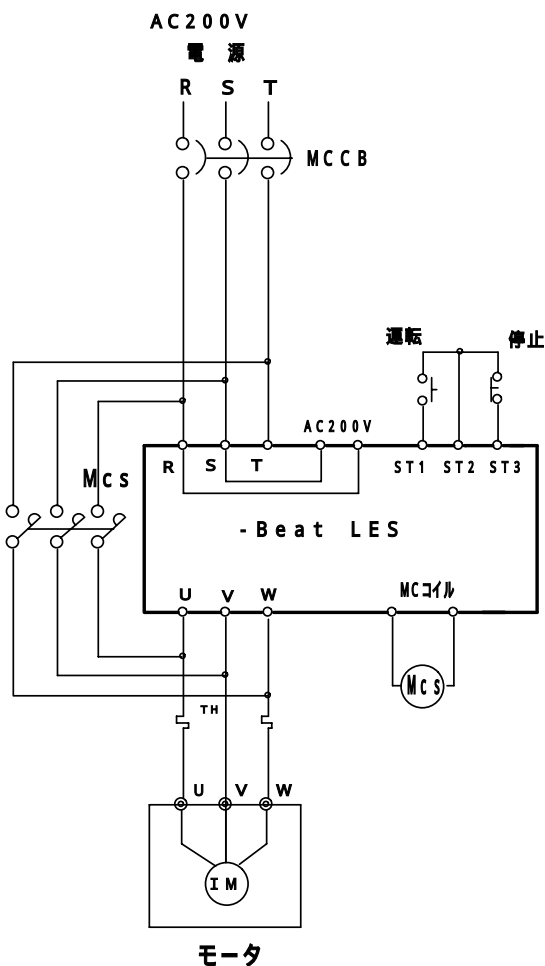 AC200V
電 源
R S T
MCCB
運転
停止
AC200V
R S T
ST1 ST2 ST3
Mcs
-Beat LES
U V W
MCコイル
Mcs
TH
U V W
IM
モータ